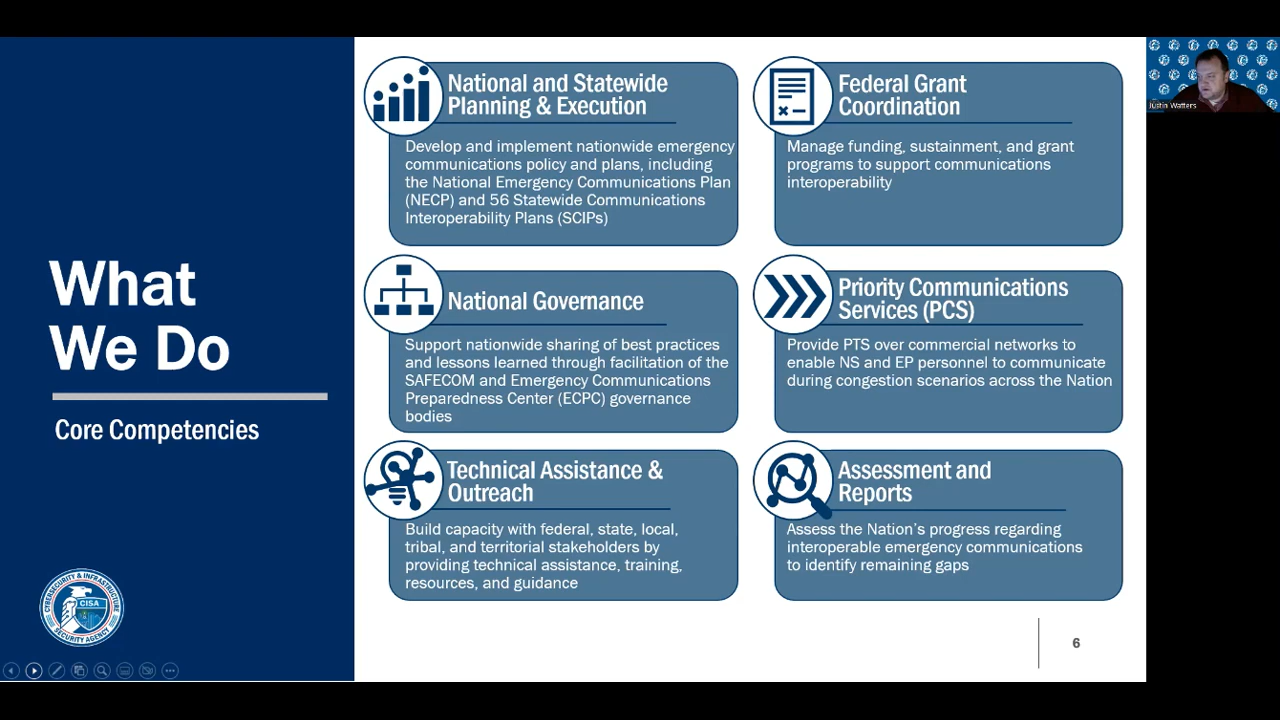 What
We Do
Core Competencies
National and Statewide
Planning & Execution
Develop and implement nationwide emergency
communications policy and plans, including
the National Emergency Communications Plan
(NECP) and 56 Statewide Communications
Interoperability Plans (SCIPs)
Federal Grant
Coordination
Manage funding, sustainment, and grant
programs to support communications
interoperability
National Governance
Support nationwide sharing of best practices
and lessons learned through facilitation of the
SAFECOM and Emergency Communications
Preparedness Center (ECPC) governance
bodies
Priority Communications
Services (PCS)
Provide PTS over commercial networks to
enable NS and EP personnel to communicate
during congestion scenarios across the Nation
Technical Assistance &
Outreach
Build capacity with federal, state, local,
tribal, and territorial stakeholders by
providing technical assistance, training,
resources, and guidance
Assessment and
Reports
Assess the Nation's progress regarding
interoperable emergency communications
to identify remaining gaps
CYBERSECURITY & INFRASTRUCTURE
CISA
SECURITY AGENCY
6
Justin Watters